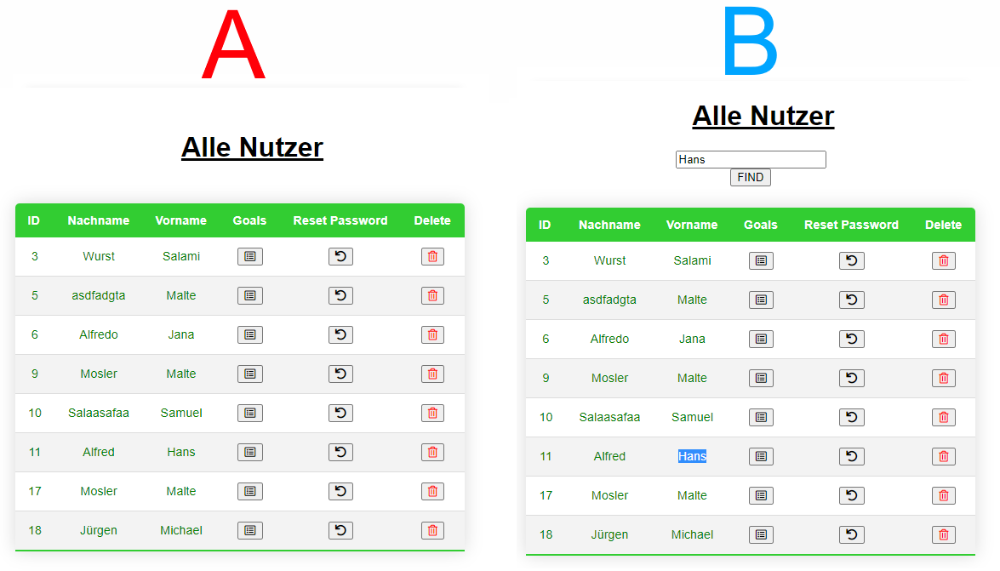 A
Alle Nutzer
ID Nachname Vorname Goals Reset Password Delete
3 Wurst Salami
5 asdfadgta Malte
6 Alfredo Jana
9 Mosler Malte
10 Salaasafaa Samuel
11 Alfred Hans
17 Mosler Malte
18 Jürgen Michael
B
Alle Nutzer
Hans
FIND
ID Nachname Vorname Goals Reset Password Delete
3 Wurst Salami
5 asdfadgta Malte
6 Alfredo Jana
9 Mosler Malte
10 Salaasafaa Samuel
11 Alfred Hans
17 Mosler Malte
18 Jürgen Michael